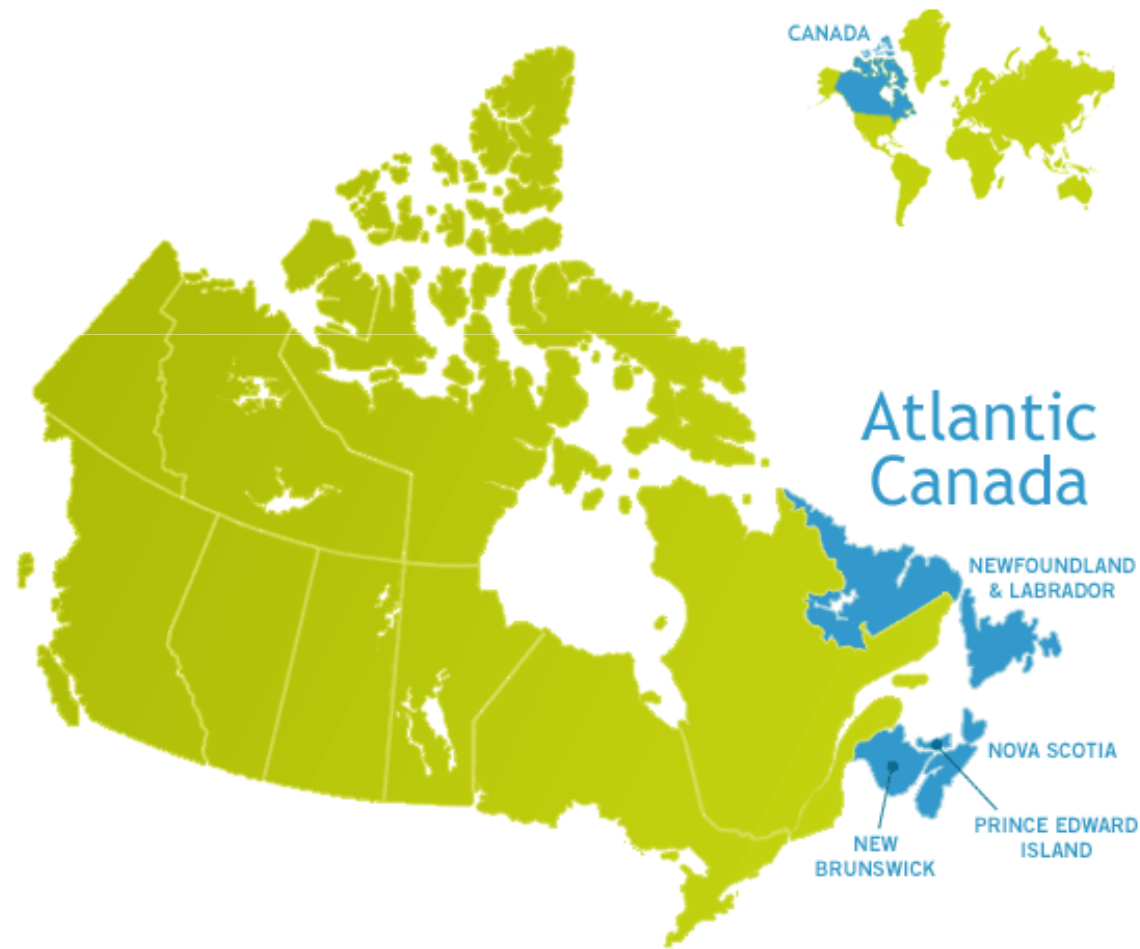 CANADA
Atlantic
Canada
NEWFOUNDLAND
& LABRADOR
NOVA SCOTIA
PRINCE EDWARD
ISLAND
NEW
BRUNSWICK